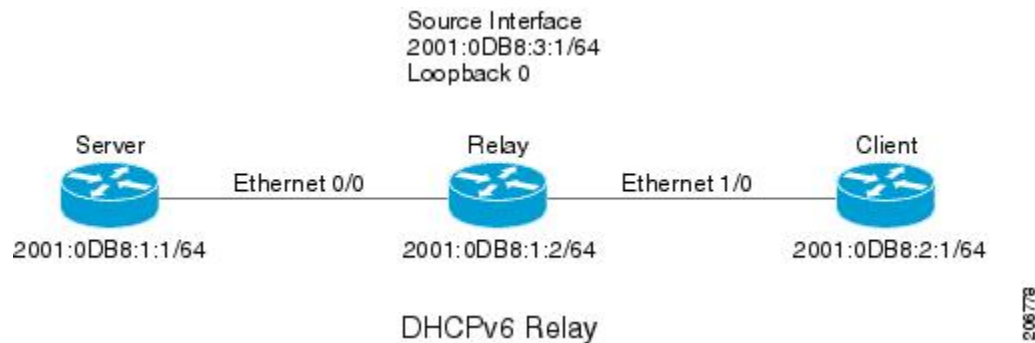 Source Interface
2001:0DB8:3:1/64
Loopback 0
Server
Relay
Client
Ethernet 0/0
Ethernet 1/0
2001:0DB8:1:1/64
2001:0DB8:1:2/64
2001:0DB8:2:1/64
DHCPv6 Relay
206778